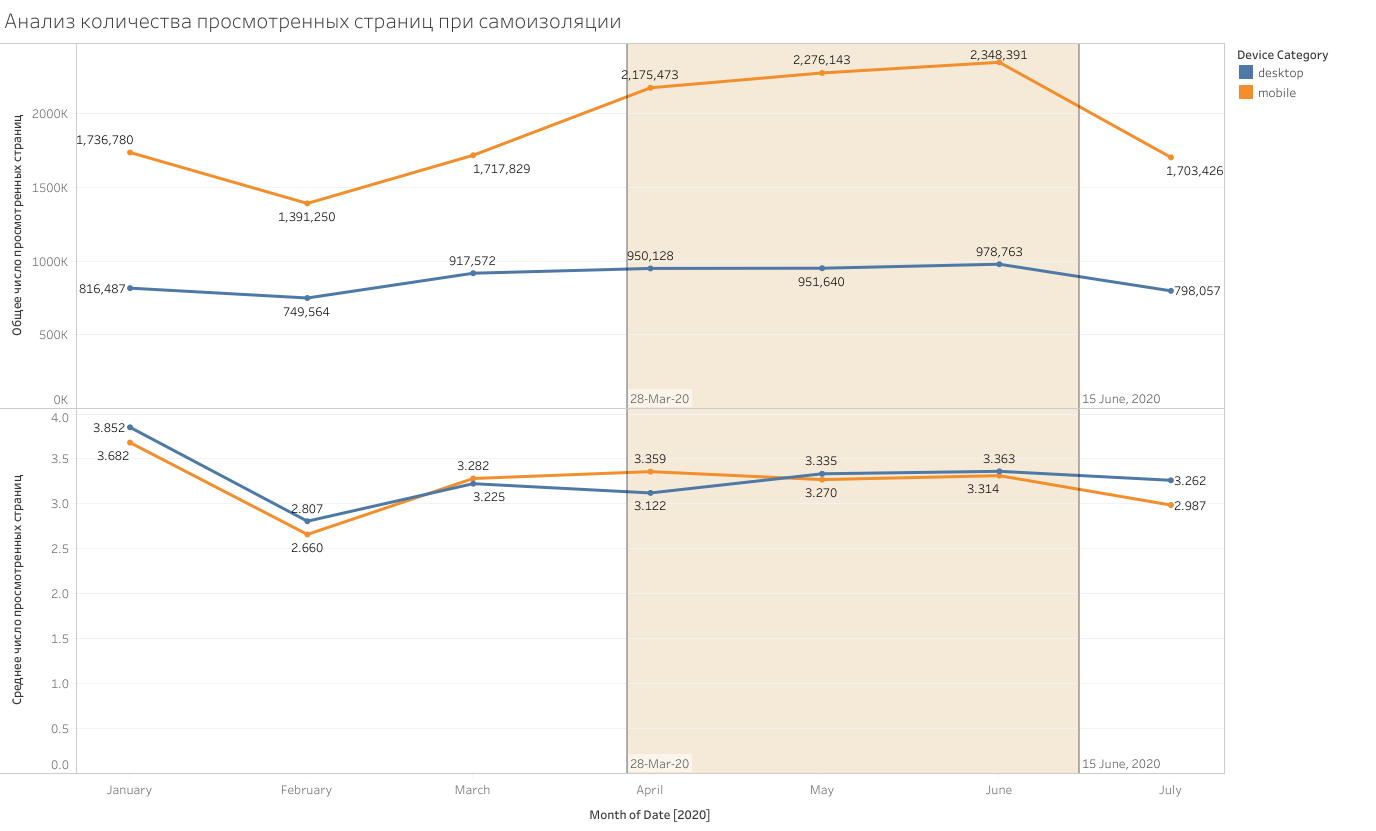 Анализ количества просмотренных страниц при самоизоляции
Device Category
desktop
mobile
Общее число просмотренных страниц
2000K
1500K
1000K
500K
0K
1,736,780
1,391,250
1,717,829
2,175,473
2,276,143
2,348,391
1,703,426
816,487
749,564
917,572
950,128
951,640
978,763
798,057
28-Mar-20
15 June, 2020
Среднее число просмотренных страниц
4.0
3.5
3.0
2.5
2.0
1.5
1.0
0.5
0.0
3.852
3.682
2.807
2.660
3.282
3.225
3.359
3.122
3.335
3.270
3.363
3.314
3.262
2.987
28-Mar-20
15 June, 2020
January
February
March
April
May
June
July
Month of Date [2020]